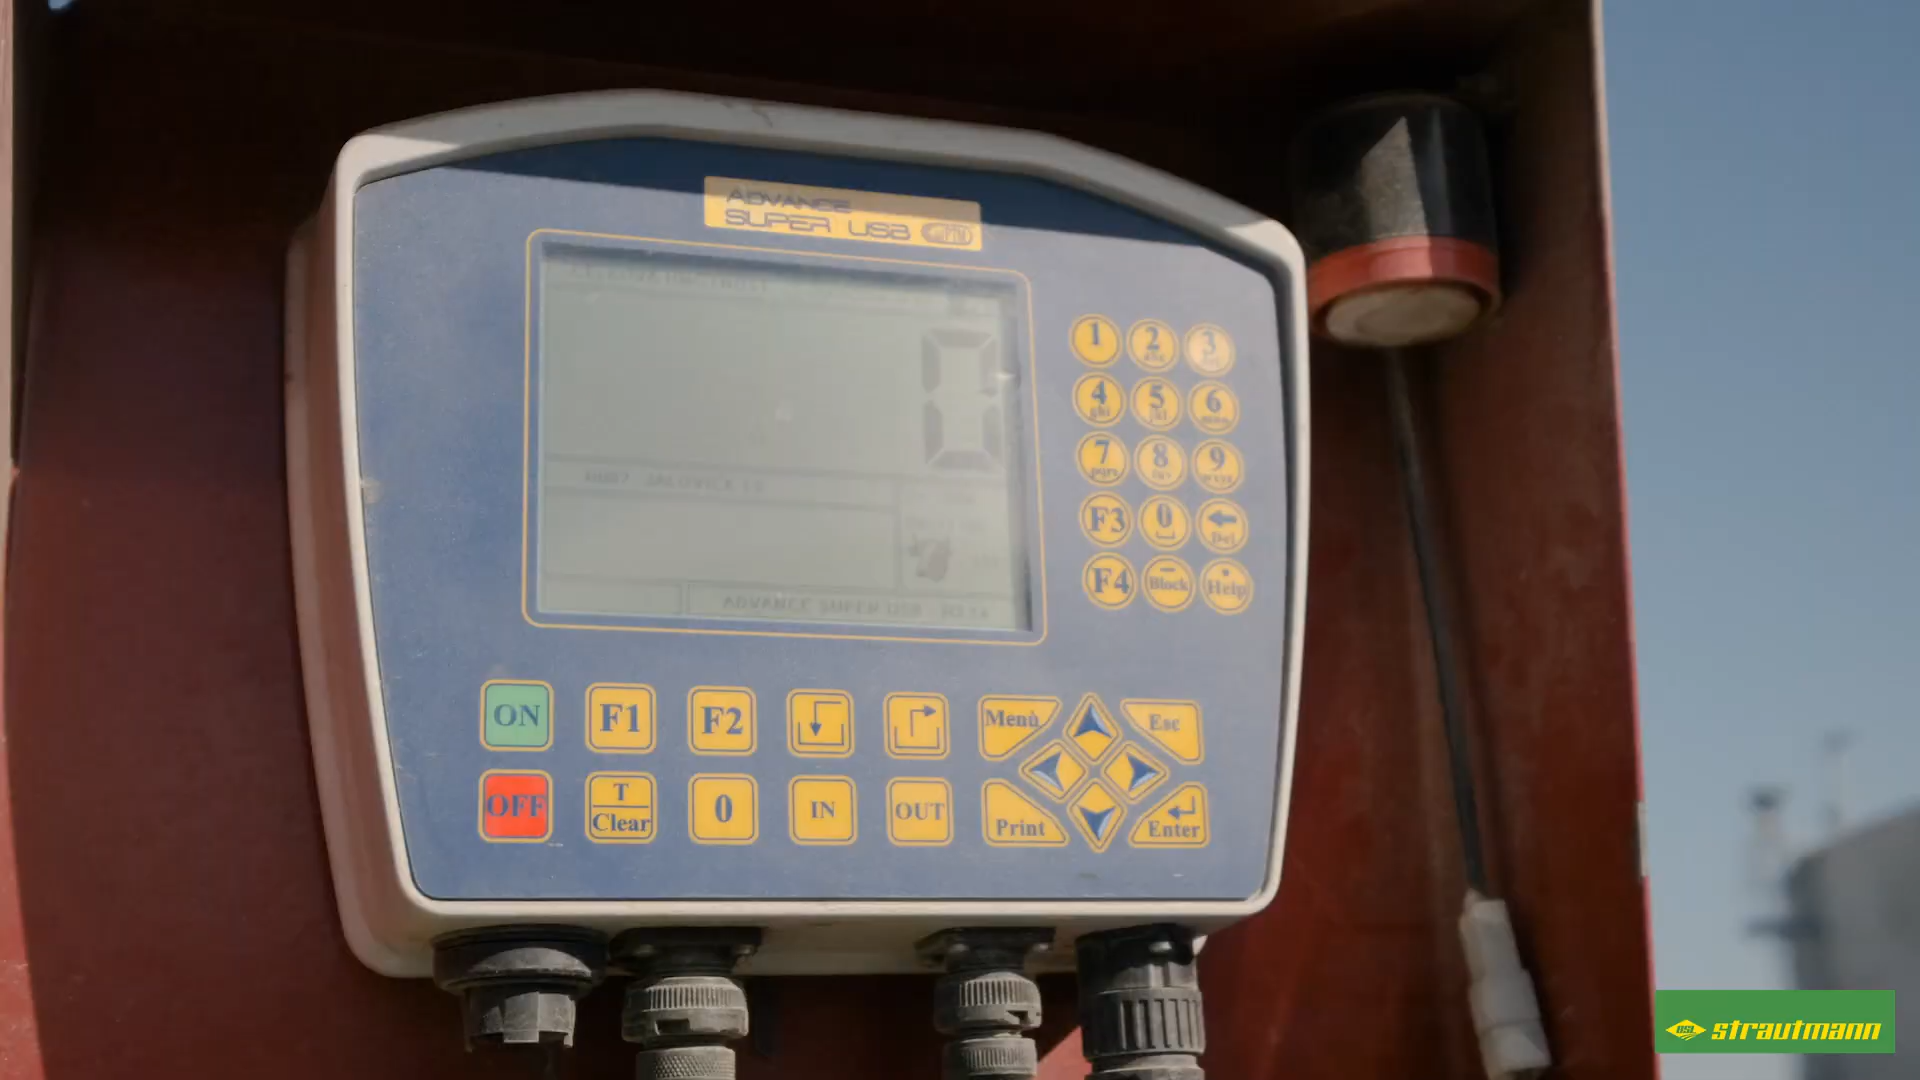 ADVANCE
SUPER USB
0
ADVANCE SUPER USB
1
2 abc
3
4 ghi
5 jkl
6 mno
7 pqrs
8 tuv
9 wxyz
F3
0
Del
F4
Block
Help
ON
F1
F2
Menù
Esc
OFF
T
Clear
0
IN
OUT
Print
Enter
strautmann